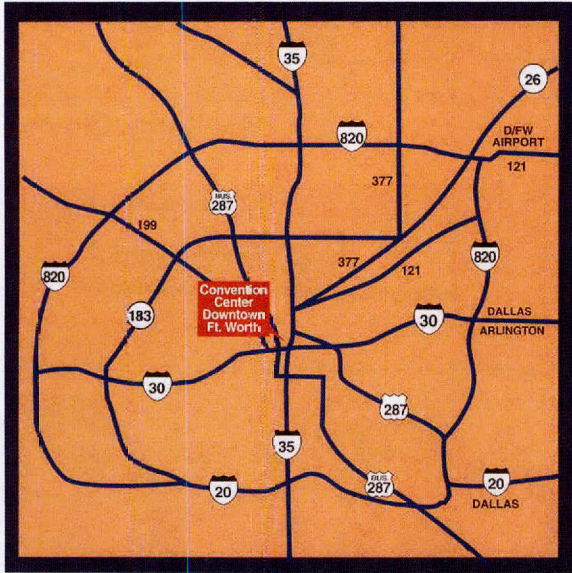 35
26
820
D/FW
AIRPORT
121
377
BUS.
287
199
377
121
820
820
Convention
Center
Downtown
Ft. Worth
183
30
DALLAS
ARLINGTON
30
287
35
BUS.
287
20
20
DALLAS